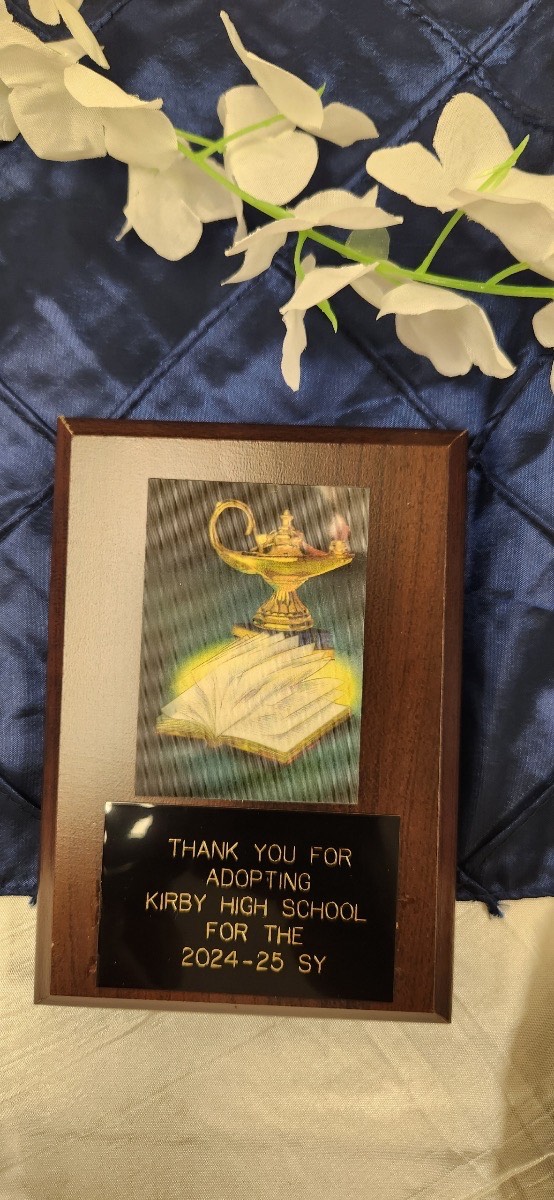 THANK YOU FOR
ADOPTING
KIRBY HIGH SCHOOL
FOR THE
2024-25 SY